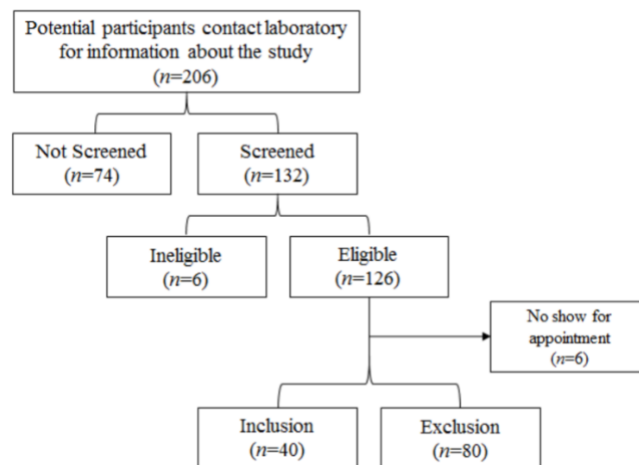 Potential participants contact laboratory
for information about the study
(n=206)
Not Screened
(n=74)
Screened
(n=132)
Ineligible
(n=6)
Eligible
(n=126)
No show for
appointment
(n=6)
Inclusion
(n=40)
Exclusion
(n=80)